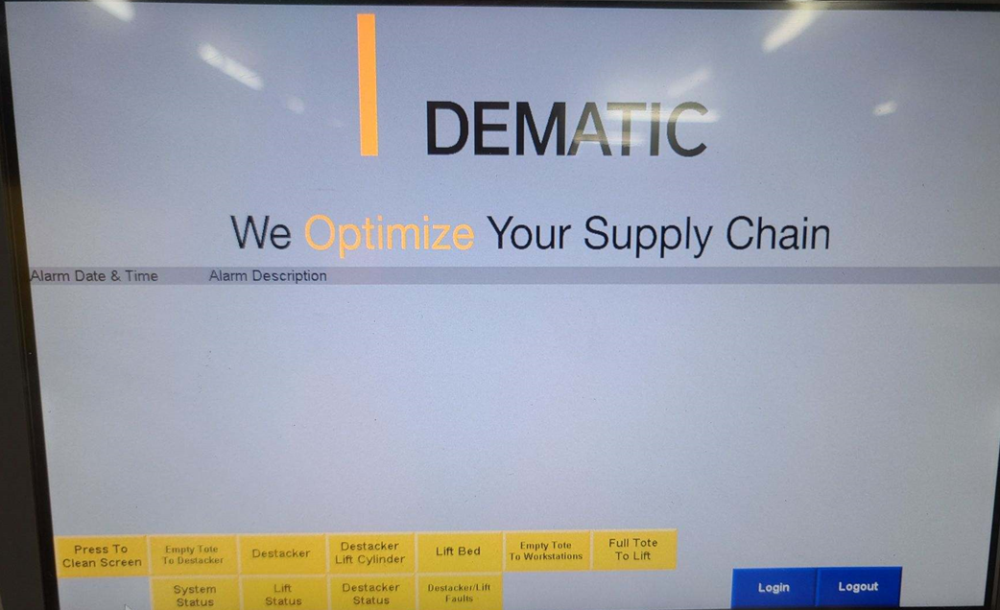 DEMATIC
We Optimize Your Supply Chain
Alarm Date & Time Alarm Description
Press To
Clean Screen
Empty Tote
To Destacker
Destacker
Destacker
Lift Cylinder
Lift Bed
Empty Tote
To Workstations
Full Tote
To Lift
System
Status
Lift
Status
Destacker
Status
Destacker/Lift
Faults
Login
Logout